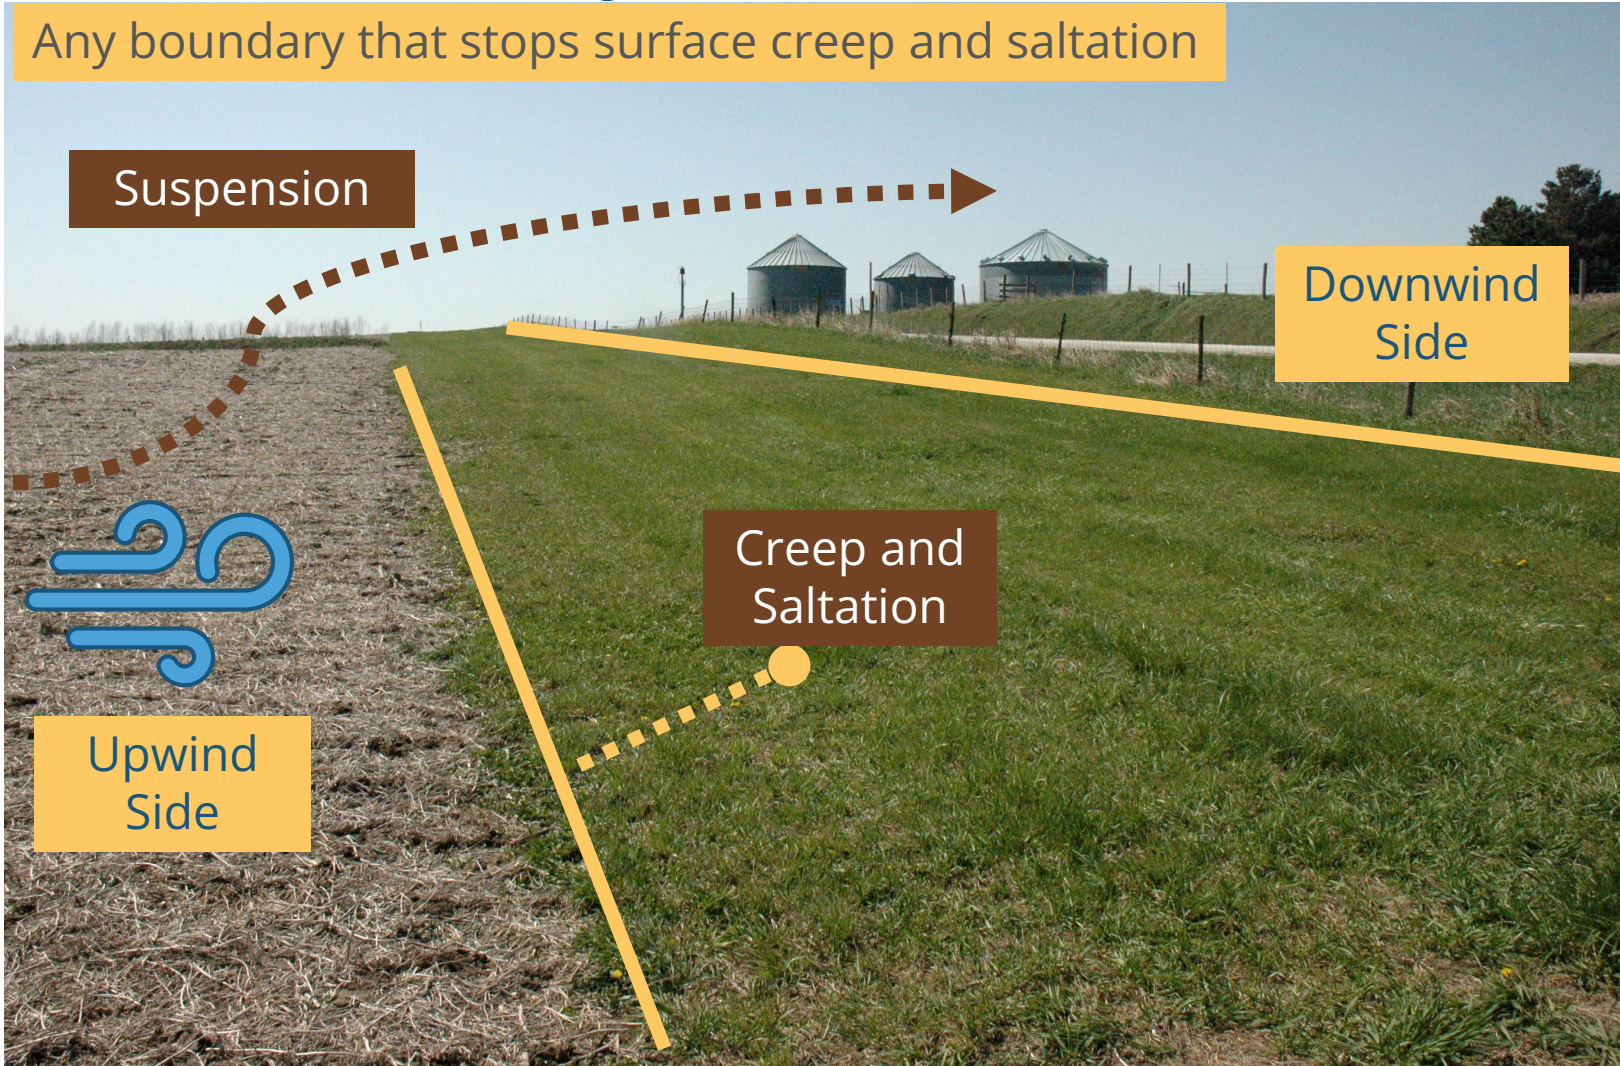 Any boundary that stops surface creep and saltation
Suspension
Downwind
Side
Creep and
Saltation
Upwind
Side